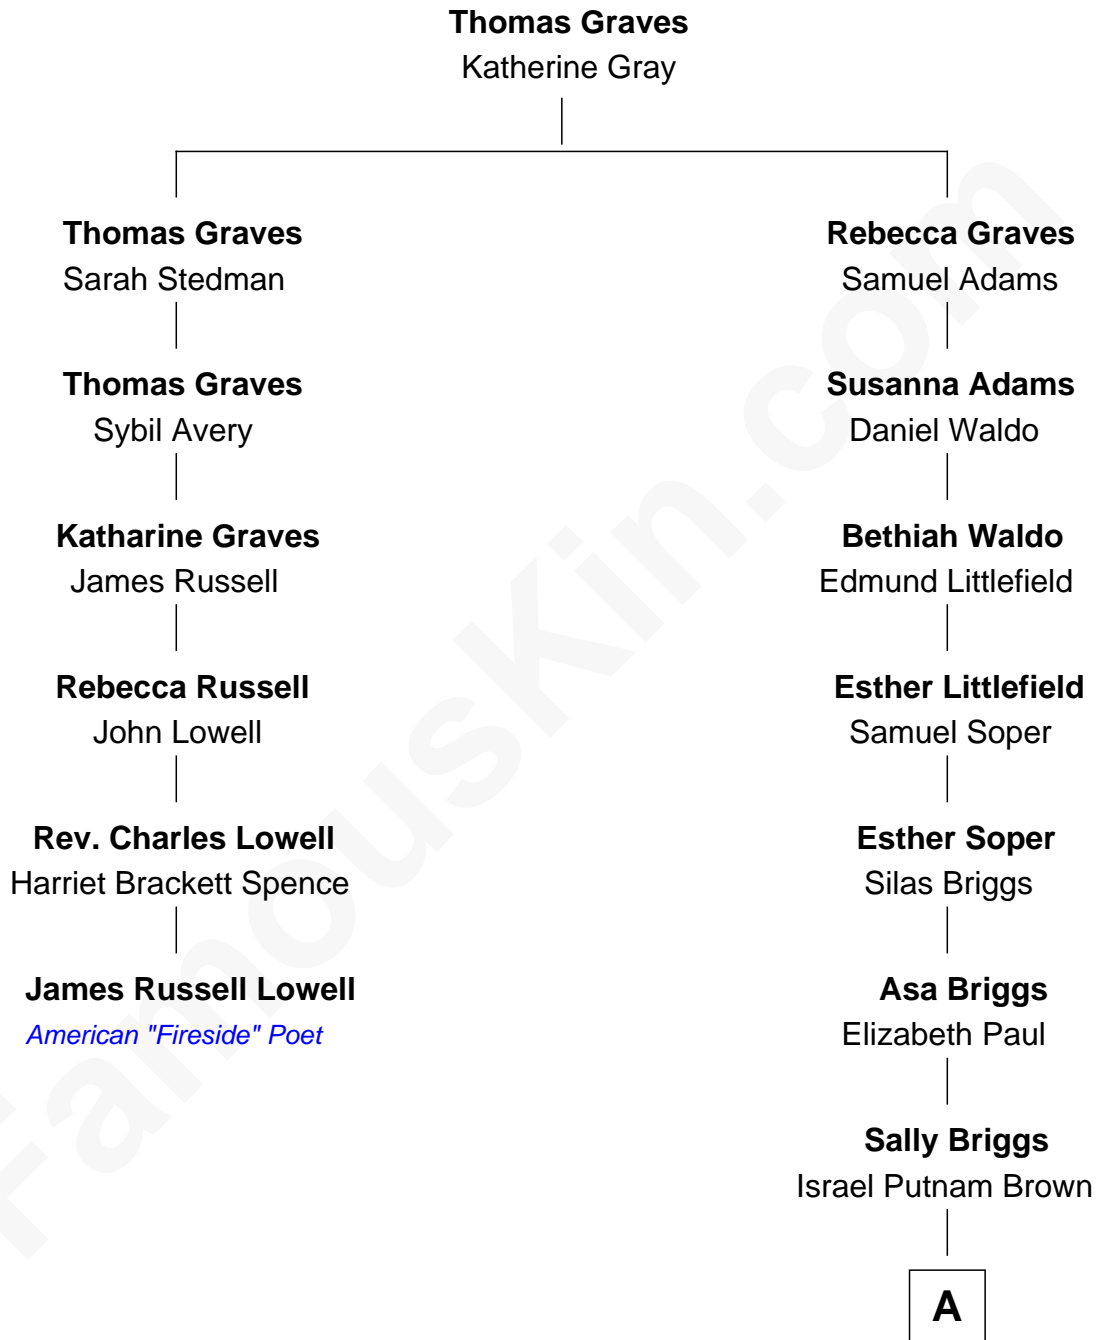 Thomas Graves
Katherine Gray
Thomas Graves
Sarah Stedman
Thomas Graves
Sybil Avery
Katharine Graves
James Russell
Rebecca Russell
John Lowell
Rev. Charles Lowell
Harriet Brackett Spence
James Russell Lowell
American "Fireside" Poet
Rebecca Graves
Samuel Adams
Susanna Adams
Daniel Waldo
Bethiah Waldo
Edmund Littlefield
Esther Littlefield
Samuel Soper
Esther Soper
Silas Briggs
Asa Briggs
Elizabeth Paul
Sally Briggs
Israel Putnam Brown
A
FamousKin.com